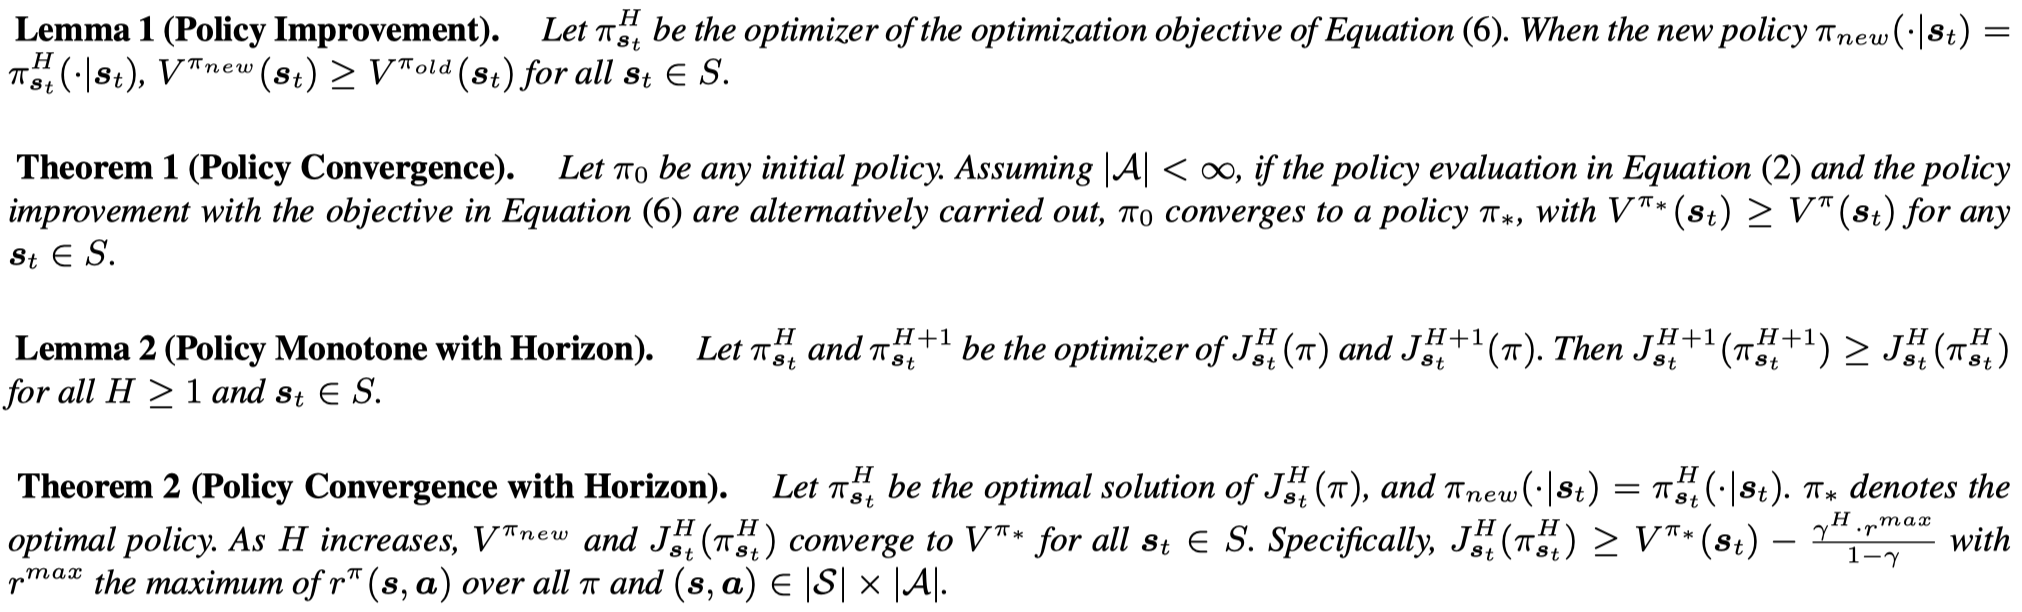 Lemma 1 (Policy Improvement). Let $\pi_{\boldsymbol{s}_t}^{H}$ be the optimizer of the optimization objective of Equation (6). When the new policy $\pi_{new}(\cdot|\boldsymbol{s}_t) =$
$\pi_{\boldsymbol{s}_t}^{H}(\cdot|\boldsymbol{s}_t)$, $V^{\pi_{new}}(\boldsymbol{s}_t) \geq V^{\pi_{old}}(\boldsymbol{s}_t)$ for all $\boldsymbol{s}_t \in S$.
Theorem 1 (Policy Convergence). Let $\pi_0$ be any initial policy. Assuming $|\mathcal{A}| < \infty$, if the policy evaluation in Equation (2) and the policy
improvement with the objective in Equation (6) are alternatively carried out, $\pi_0$ converges to a policy $\pi_*$, with $V^{\pi_*}(\boldsymbol{s}_t) \geq V^{\pi}(\boldsymbol{s}_t)$ for any
$\boldsymbol{s}_t \in S$.
Lemma 2 (Policy Monotone with Horizon). Let $\pi_{\boldsymbol{s}_t}^{H}$ and $\pi_{\boldsymbol{s}_t}^{H+1}$ be the optimizer of $J_{\boldsymbol{s}_t}^{H}(\pi)$ and $J_{\boldsymbol{s}_t}^{H+1}(\pi)$. Then $J_{\boldsymbol{s}_t}^{H+1}(\pi_{\boldsymbol{s}_t}^{H+1}) \geq J_{\boldsymbol{s}_t}^{H}(\pi_{\boldsymbol{s}_t}^{H})$
for all $H \geq 1$ and $\boldsymbol{s}_t \in S$.
Theorem 2 (Policy Convergence with Horizon). Let $\pi_{\boldsymbol{s}_t}^{H}$ be the optimal solution of $J_{\boldsymbol{s}_t}^{H}(\pi)$, and $\pi_{new}(\cdot|\boldsymbol{s}_t) = \pi_{\boldsymbol{s}_t}^{H}(\cdot|\boldsymbol{s}_t)$. $\pi_*$ denotes the
optimal policy. As $H$ increases, $V^{\pi_{new}}$ and $J_{\boldsymbol{s}_t}^{H}(\pi_{\boldsymbol{s}_t}^{H})$ converge to $V^{\pi_*}$ for all $\boldsymbol{s}_t \in S$. Specifically, $J_{\boldsymbol{s}_t}^{H}(\pi_{\boldsymbol{s}_t}^{H}) \geq V^{\pi_*}(\boldsymbol{s}_t) - \frac{\gamma^{H} \cdot r^{max}}{1-\gamma}$ with
$r^{max}$ the maximum of $r^{\pi}(\boldsymbol{s}, \boldsymbol{a})$ over all $\pi$ and $(\boldsymbol{s}, \boldsymbol{a}) \in |\mathcal{S}| \times |\mathcal{A}|$.